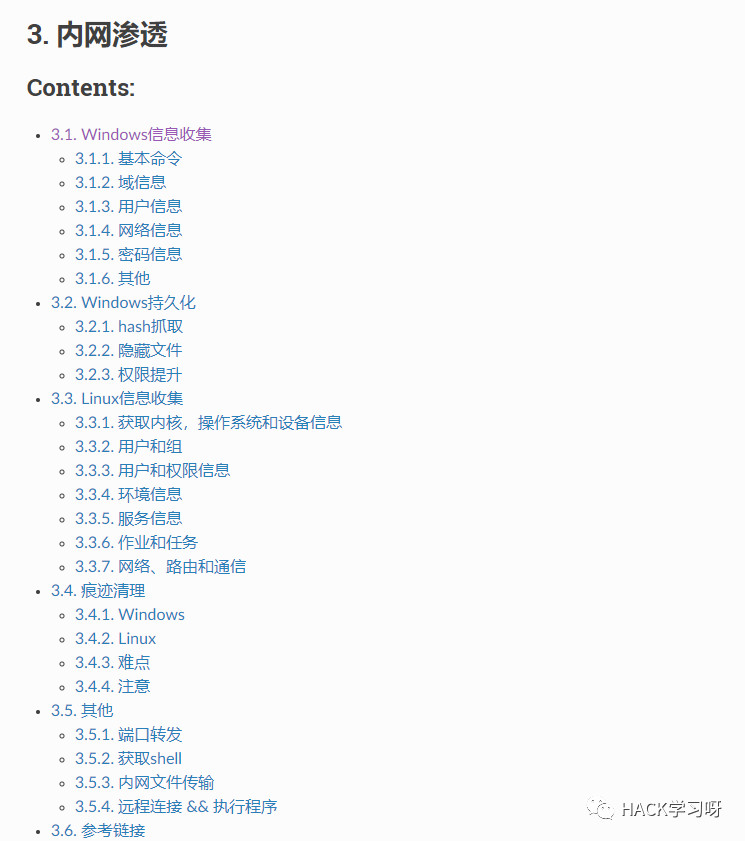 3. 内网渗透
Contents:
3.1. Windows信息收集
3.1.1. 基本命令
3.1.2. 域信息
3.1.3. 用户信息
3.1.4. 网络信息
3.1.5. 密码信息
3.1.6. 其他
3.2. Windows持久化
3.2.1. hash抓取
3.2.2. 隐藏文件
3.2.3. 权限提升
3.3. Linux信息收集
3.3.1. 获取内核，操作系统和设备信息
3.3.2. 用户和组
3.3.3. 用户和权限信息
3.3.4. 环境信息
3.3.5. 服务信息
3.3.6. 作业和任务
3.3.7. 网络、路由和通信
3.4. 痕迹清理
3.4.1. Windows
3.4.2. Linux
3.4.3. 难点
3.4.4. 注意
3.5. 其他
3.5.1. 端口转发
3.5.2. 获取shell
3.5.3. 内网文件传输
3.5.4. 远程连接 && 执行程序
HACK学习呀
3.6. 参考链接